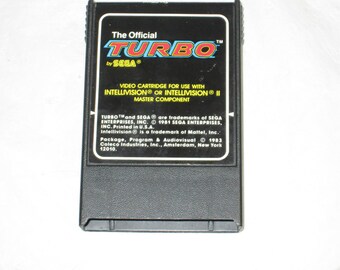 The Official
TURBO™
by SEGA®
VIDEO CARTRIDGE FOR USE WITH
INTELLIVISION® OR INTELLIVISION® II
MASTER COMPONENT
TURBO™ and SEGA® are trademarks of SEGA
ENTERPRISES, INC. © 1981 SEGA ENTERPRISES,
INC. Printed in U.S.A.
Intellivision® is a trademark of Mattel, Inc.
Package, Program & Audiovisual © 1983
Coleco Industries, Inc., Amsterdam, New York
12010.